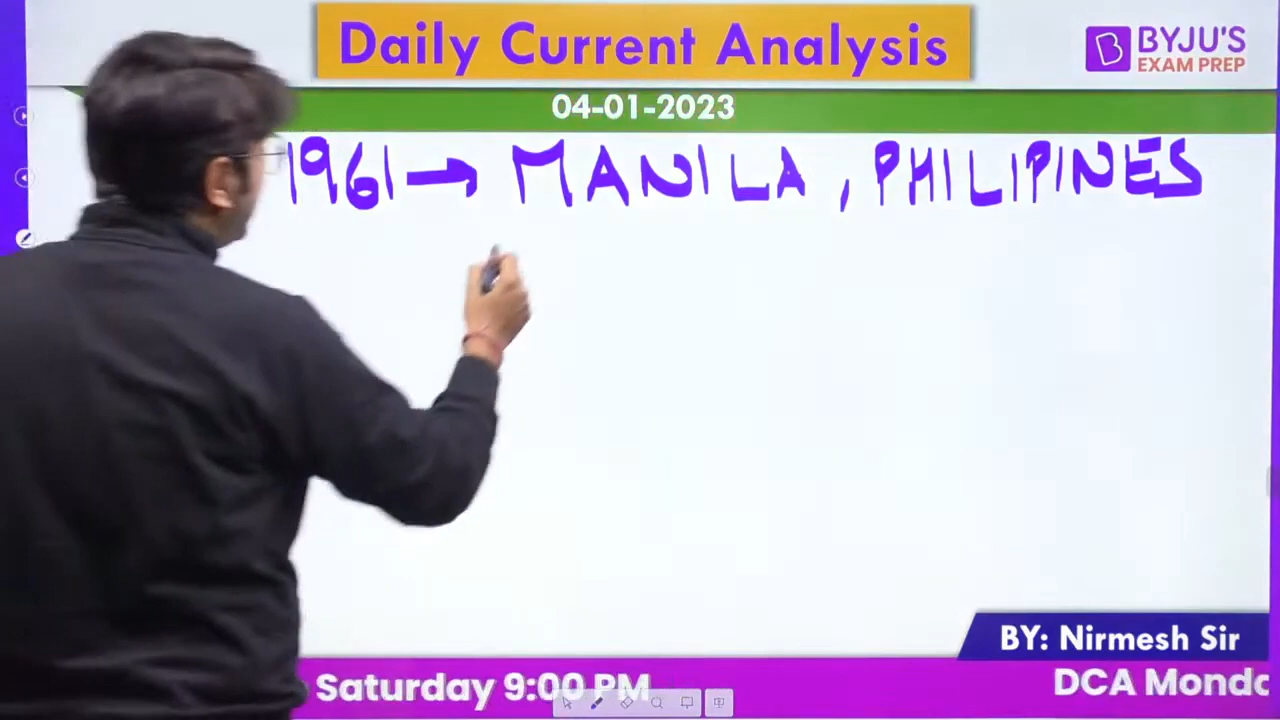 Daily Current Analysis
BYJU'S
EXAM PREP
04-01-2023
1961 → MANILA, PHILIPINES
BY: Nirmesh Sir
Saturday 9:00 PM
DCA Monda